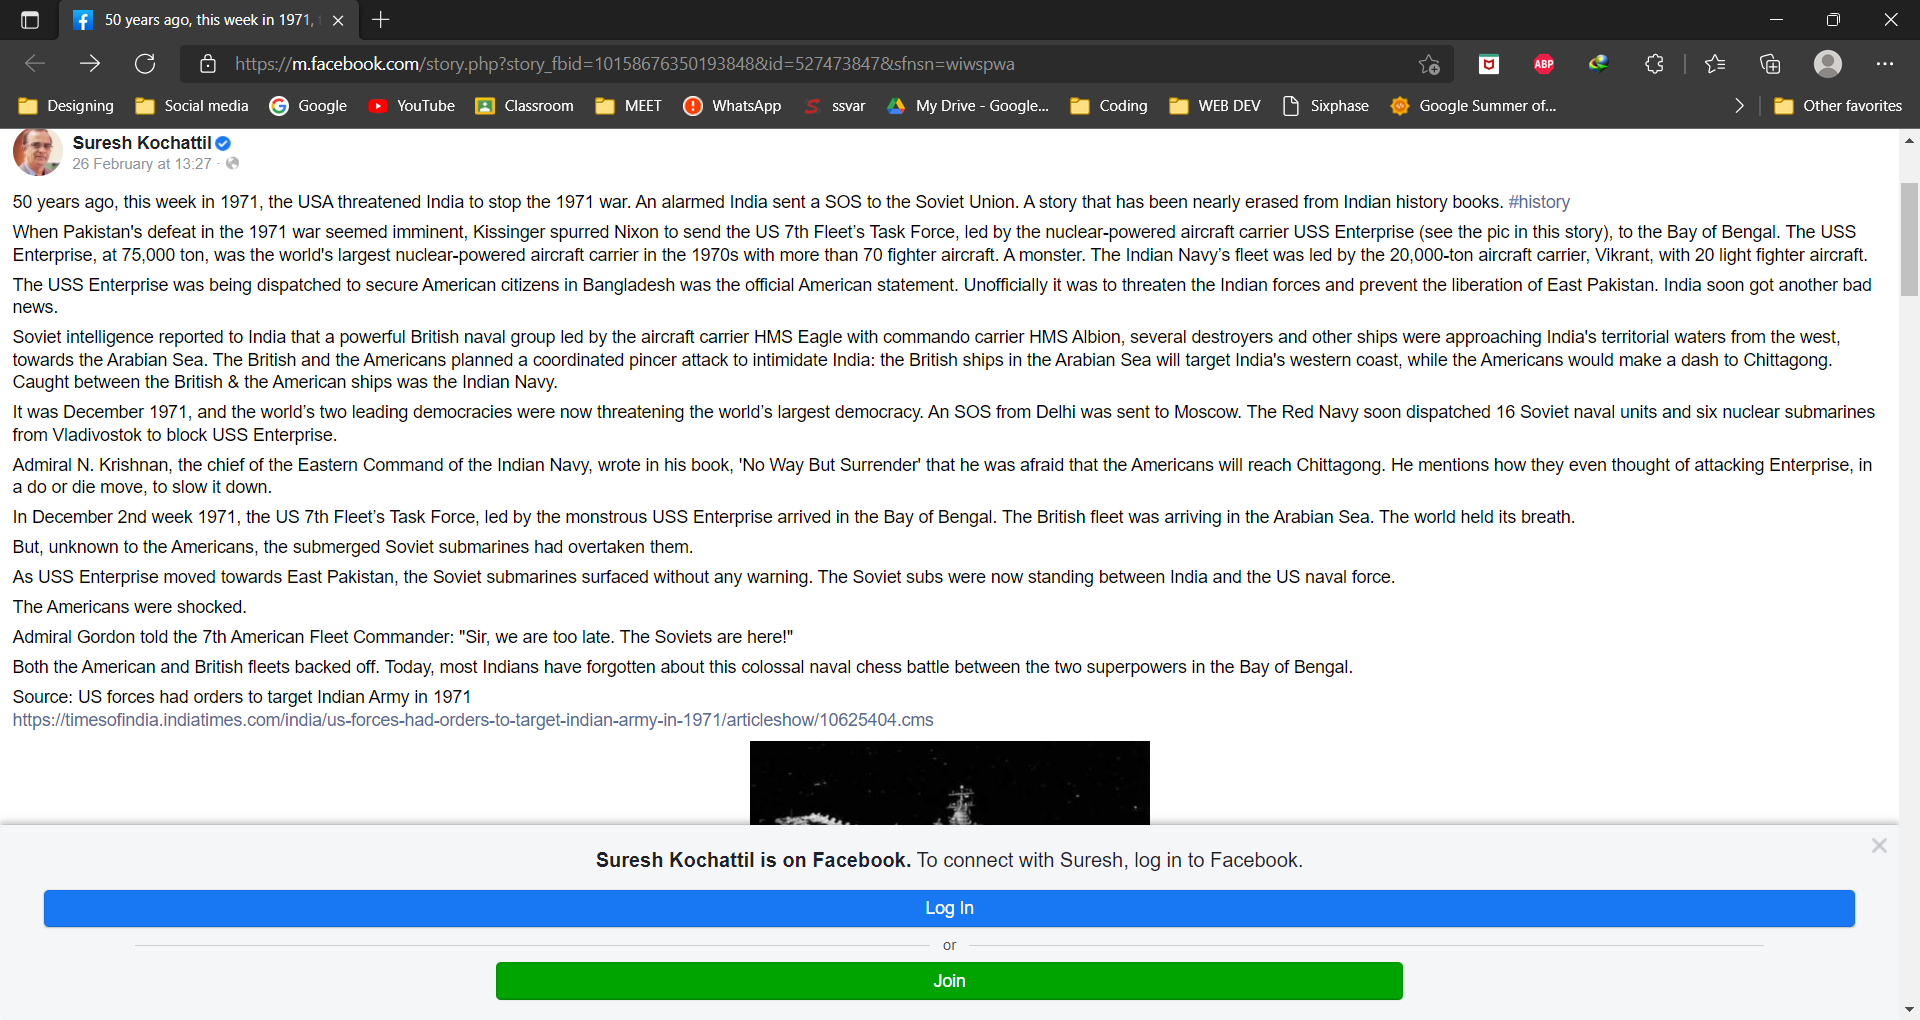 50 years ago, this week in 1971,
https://m.facebook.com/story.php?story_fbid=10158676350193848&id=527473847&sfnsn=wiwspwa
ABP
Designing Social media Google YouTube Classroom MEET WhatsApp ssvar My Drive - Google... Coding WEB DEV Sixphase Google Summer of... Other favorites
Suresh Kochattil
26 February at 13:27 ·
50 years ago, this week in 1971, the USA threatened India to stop the 1971 war. An alarmed India sent a SOS to the Soviet Union. A story that has been nearly erased from Indian history books. #history
When Pakistan's defeat in the 1971 war seemed imminent, Kissinger spurred Nixon to send the US 7th Fleet's Task Force, led by the nuclear-powered aircraft carrier USS Enterprise (see the pic in this story), to the Bay of Bengal. The USS
Enterprise, at 75,000 ton, was the world's largest nuclear-powered aircraft carrier in the 1970s with more than 70 fighter aircraft. A monster. The Indian Navy's fleet was led by the 20,000-ton aircraft carrier, Vikrant, with 20 light fighter aircraft.
The USS Enterprise was being dispatched to secure American citizens in Bangladesh was the official American statement. Unofficially it was to threaten the Indian forces and prevent the liberation of East Pakistan. India soon got another bad
news.
Soviet intelligence reported to India that a powerful British naval group led by the aircraft carrier HMS Eagle with commando carrier HMS Albion, several destroyers and other ships were approaching India's territorial waters from the west,
towards the Arabian Sea. The British and the Americans planned a coordinated pincer attack to intimidate India: the British ships in the Arabian Sea will target India's western coast, while the Americans would make a dash to Chittagong.
Caught between the British & the American ships was the Indian Navy.
It was December 1971, and the world's two leading democracies were now threatening the world's largest democracy. An SOS from Delhi was sent to Moscow. The Red Navy soon dispatched 16 Soviet naval units and six nuclear submarines
from Vladivostok to block USS Enterprise.
Admiral N. Krishnan, the chief of the Eastern Command of the Indian Navy, wrote in his book, 'No Way But Surrender' that he was afraid that the Americans will reach Chittagong. He mentions how they even thought of attacking Enterprise, in
a do or die move, to slow it down.
In December 2nd week 1971, the US 7th Fleet's Task Force, led by the monstrous USS Enterprise arrived in the Bay of Bengal. The British fleet was arriving in the Arabian Sea. The world held its breath.
But, unknown to the Americans, the submerged Soviet submarines had overtaken them.
As USS Enterprise moved towards East Pakistan, the Soviet submarines surfaced without any warning. The Soviet subs were now standing between India and the US naval force.
The Americans were shocked.
Admiral Gordon told the 7th American Fleet Commander: "Sir, we are too late. The Soviets are here!"
Both the American and British fleets backed off. Today, most Indians have forgotten about this colossal naval chess battle between the two superpowers in the Bay of Bengal.
Source: US forces had orders to target Indian Army in 1971
https://timesofindia.indiatimes.com/india/us-forces-had-orders-to-target-indian-army-in-1971/articleshow/10625404.cms
Suresh Kochattil is on Facebook. To connect with Suresh, log in to Facebook.
Log In
or
Join